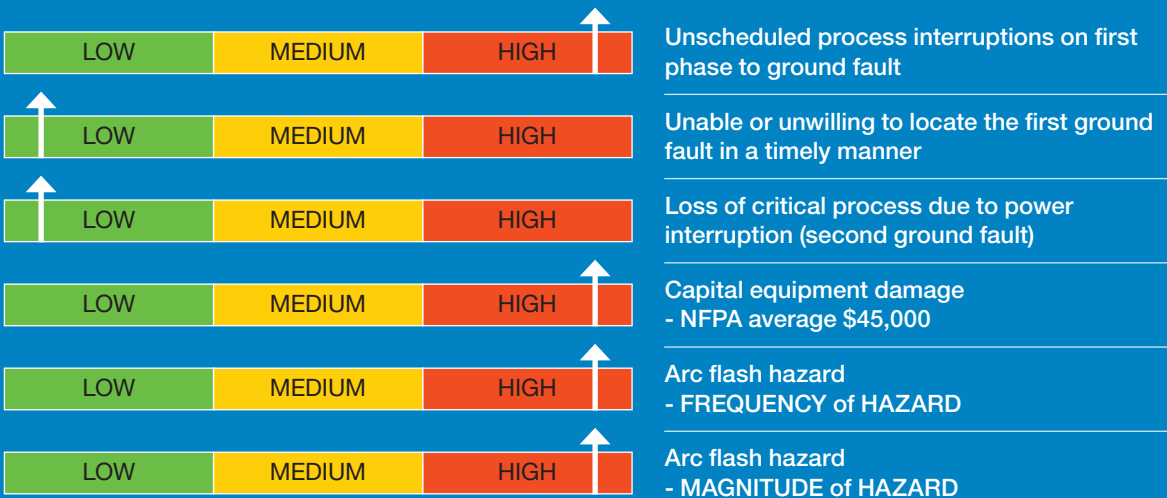 LOW MEDIUM HIGH
Unscheduled process interruptions on first
phase to ground fault
LOW MEDIUM HIGH
Unable or unwilling to locate the first ground
fault in a timely manner
LOW MEDIUM HIGH
Loss of critical process due to power
interruption (second ground fault)
LOW MEDIUM HIGH
Capital equipment damage
- NFPA average $45,000
LOW MEDIUM HIGH
Arc flash hazard
- FREQUENCY of HAZARD
LOW MEDIUM HIGH
Arc flash hazard
- MAGNITUDE of HAZARD